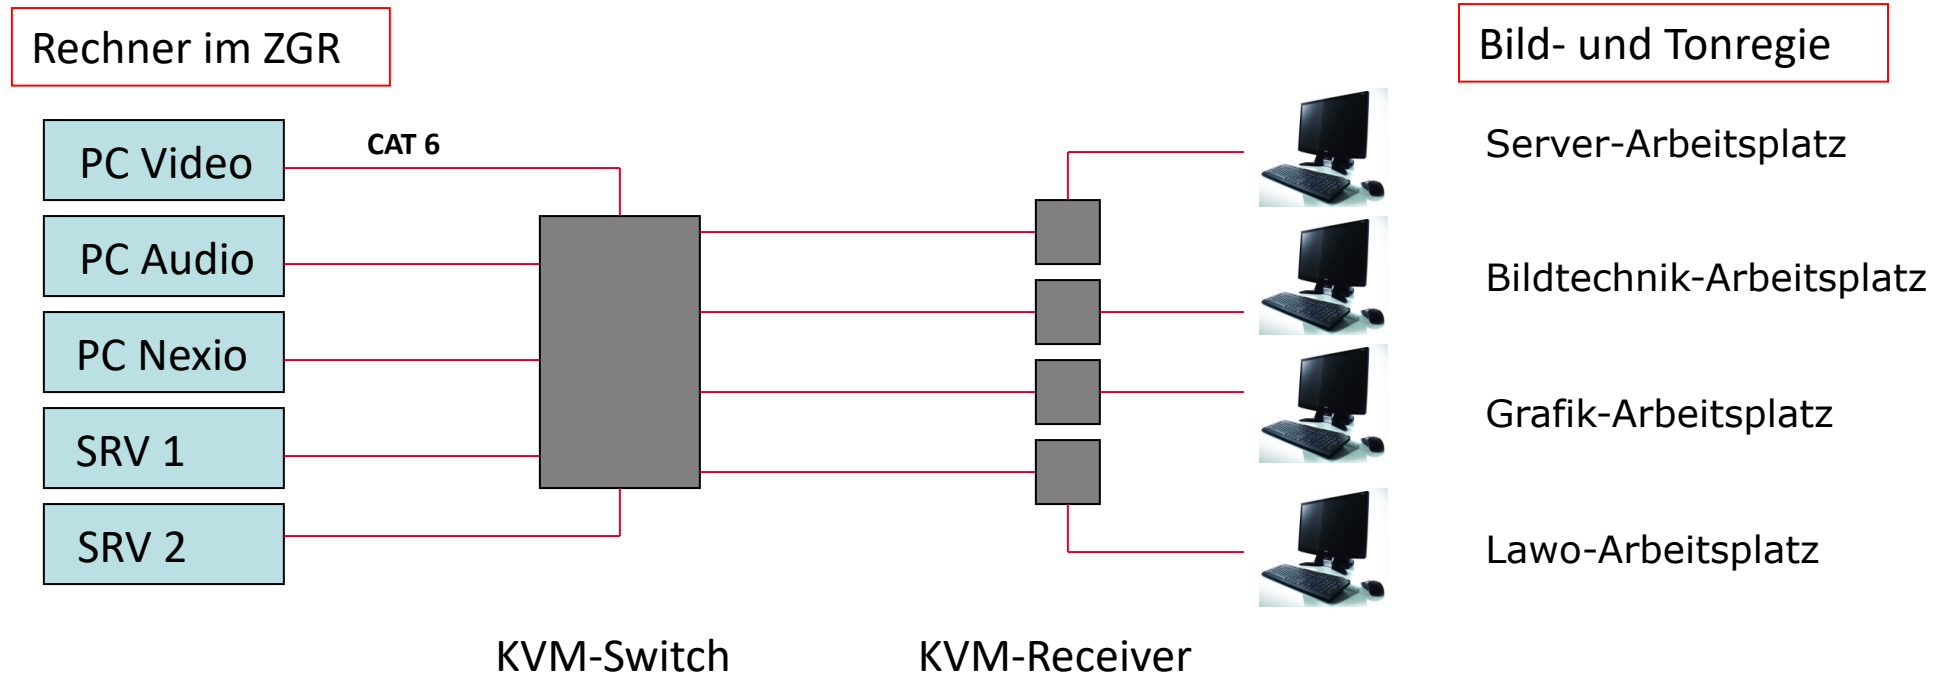 Rechner im ZGR
Bild- und Tonregie
PC Video
CAT 6
Server-Arbeitsplatz
PC Audio
Bildtechnik-Arbeitsplatz
PC Nexio
Grafik-Arbeitsplatz
SRV 1
SRV 2
Lawo-Arbeitsplatz
KVM-Switch
KVM-Receiver